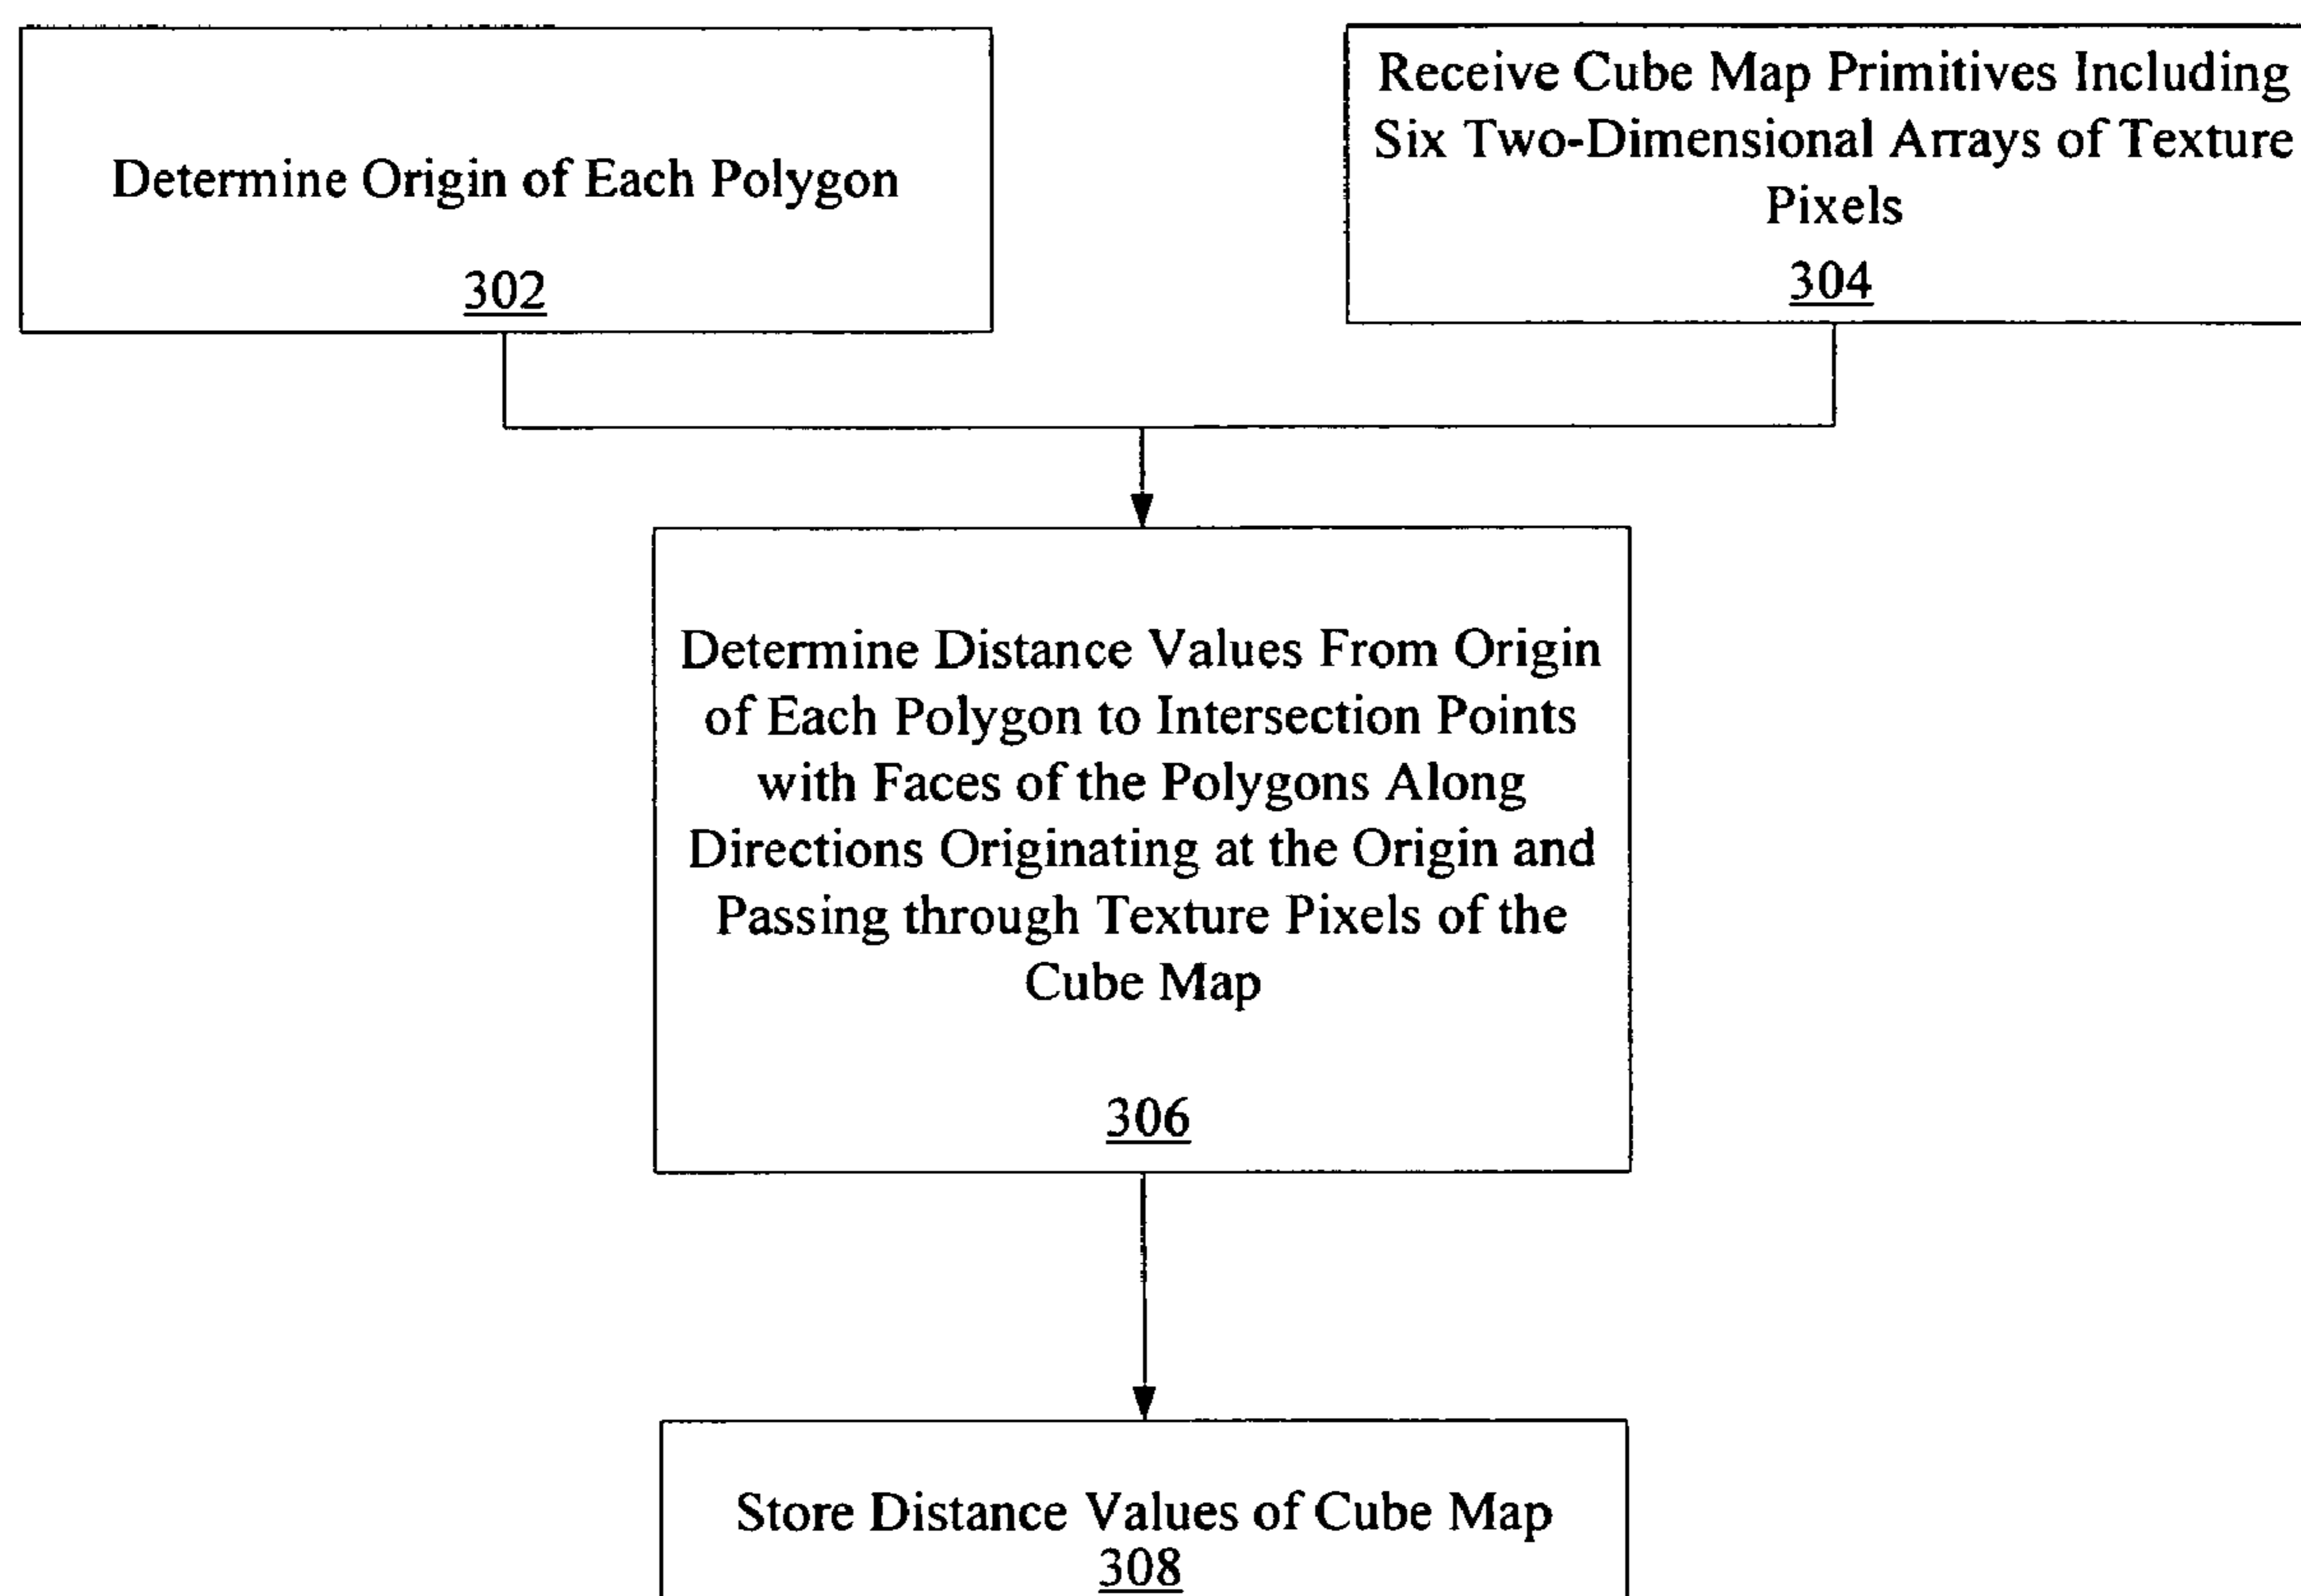 Determine Origin of Each Polygon
302
Receive Cube Map Primitives Including
Six Two-Dimensional Arrays of Texture
Pixels
304
Determine Distance Values From Origin
of Each Polygon to Intersection Points
with Faces of the Polygons Along
Directions Originating at the Origin and
Passing through Texture Pixels of the
Cube Map
306
Store Distance Values of Cube Map
308